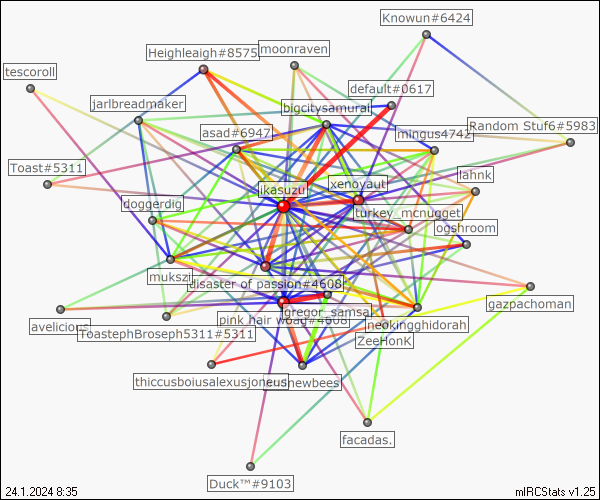 Knowun#6424
Heighleigh#8575
moonraven
tescoroll
default#0617
jarlbreadmaker
bigcitysamurai
Random Stuf6#5983
asad#6947
mingus4742
Toast#5311
lahnk
xenoyaut
ikasuzu
doggerdig
turkey_mcnugget
ogshroom
mukszi
disaster of passion#4608
gazpachoman
gregor_samsa
pink hair woag#4608
neokingghidorah
avelicious
ToastephBroseph5311#5311
ZeeHonk
thiccusboiusalexusjoneus
facadas.
Duck™#9103
24.1.2024 8:35
mIRCStats v1.25